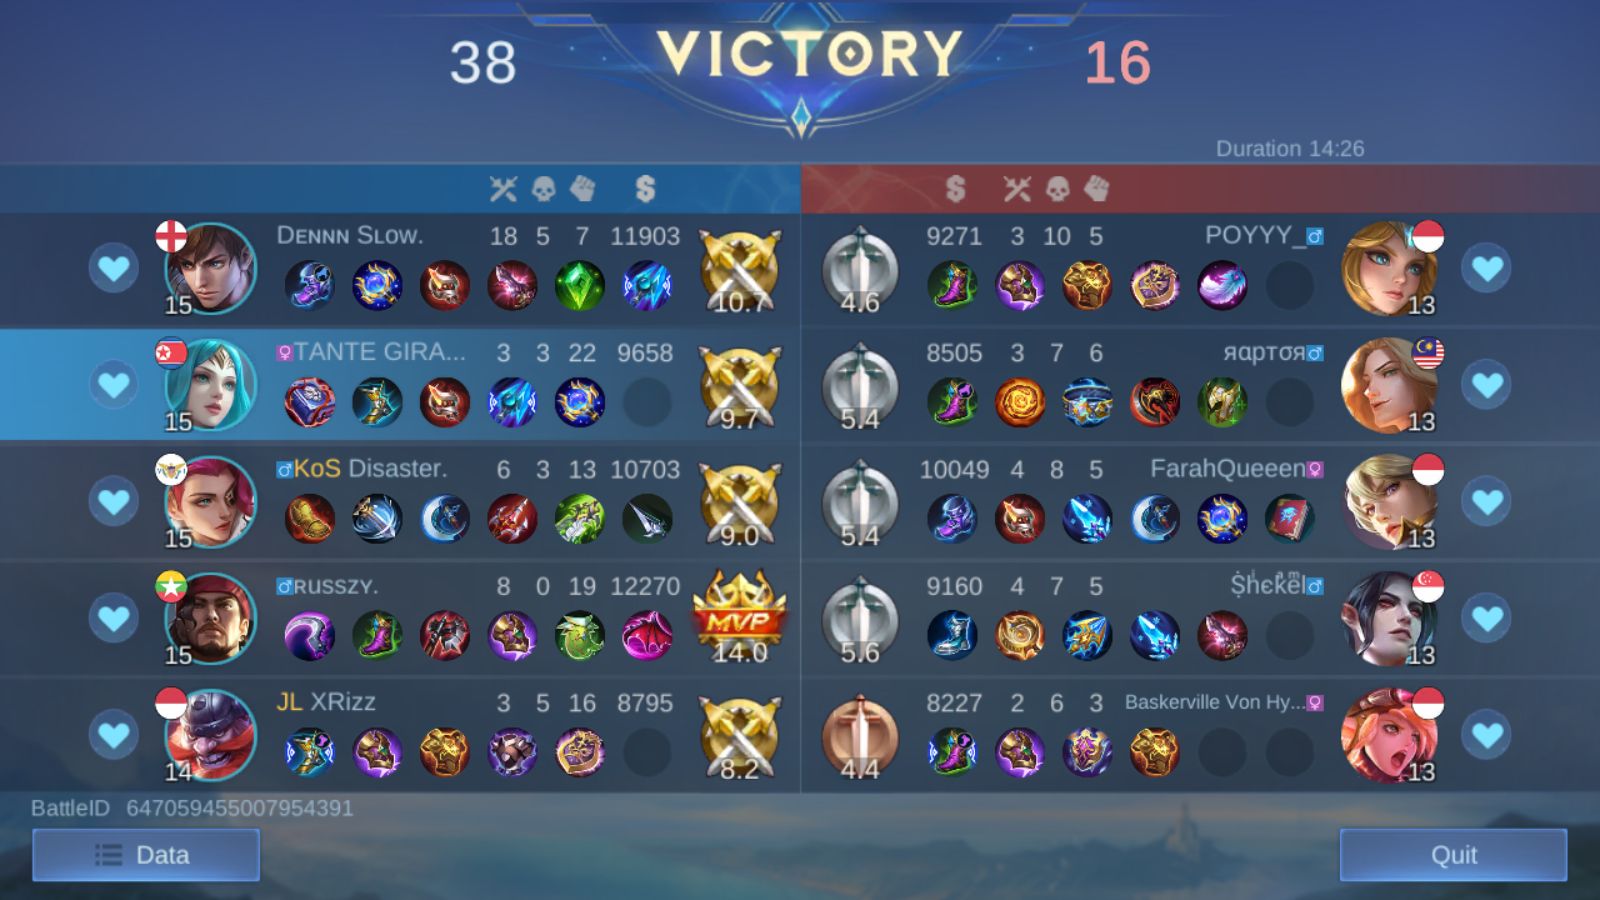 38 VICTORY 16
Duration 14:26
Dennn Slow. 18 5 7 11903 10.7 15
4.6 9271 3 10 5 POYYY_♂ 13
♀TANTE GIRA... 3 3 22 9658 9.7 15
5.4 8505 3 7 6 яαртσя♂ 13
♂KoS Disaster. 6 3 13 10703 9.0 15
5.4 10049 4 8 5 FarahQueeen♀ 13
♂russzy. 8 0 19 12270 MVP 14.0 15
5.6 9160 4 7 5 13
JL XRizz 3 5 16 8795 8.2 14
4.4 8227 2 6 3 Baskerville Von Hy...♀ 13
BattleID 647059455007954391
Data
Quit